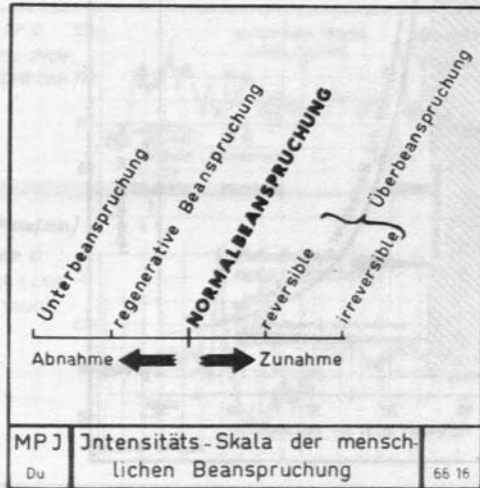 Unterbeanspruchung
regenerative Beanspruchung
NORMALBEANSPRUCHUNG
reversible
irreversible
Überbeanspruchung
Abnahme
Zunahme
MPJ
Du
Jntensitäts-Skala der mensch-
lichen Beanspruchung
66 16